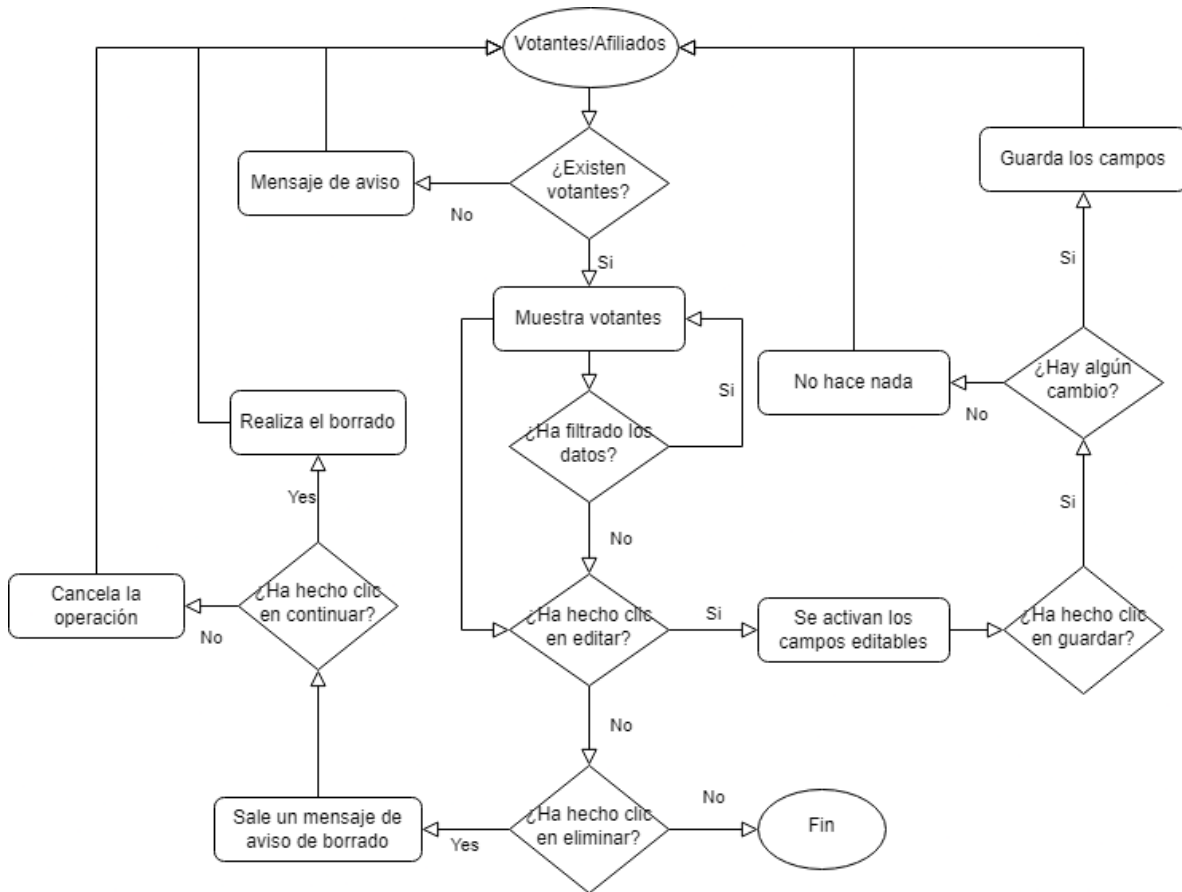 Votantes/Afiliados
¿Existen
votantes?
No
Mensaje de aviso
Guarda los campos
Si
Si
Muestra votantes
¿Ha filtrado los
datos?
Si
No hace nada
No
¿Hay algún
cambio?
Realiza el borrado
Yes
No
Si
¿Ha hecho clic
en continuar?
Cancela la
operación
No
¿Ha hecho clic
en editar?
Si
Se activan los
campos editables
¿Ha hecho clic
en guardar?
No
Sale un mensaje de
aviso de borrado
Yes
¿Ha hecho clic
en eliminar?
No
Fin